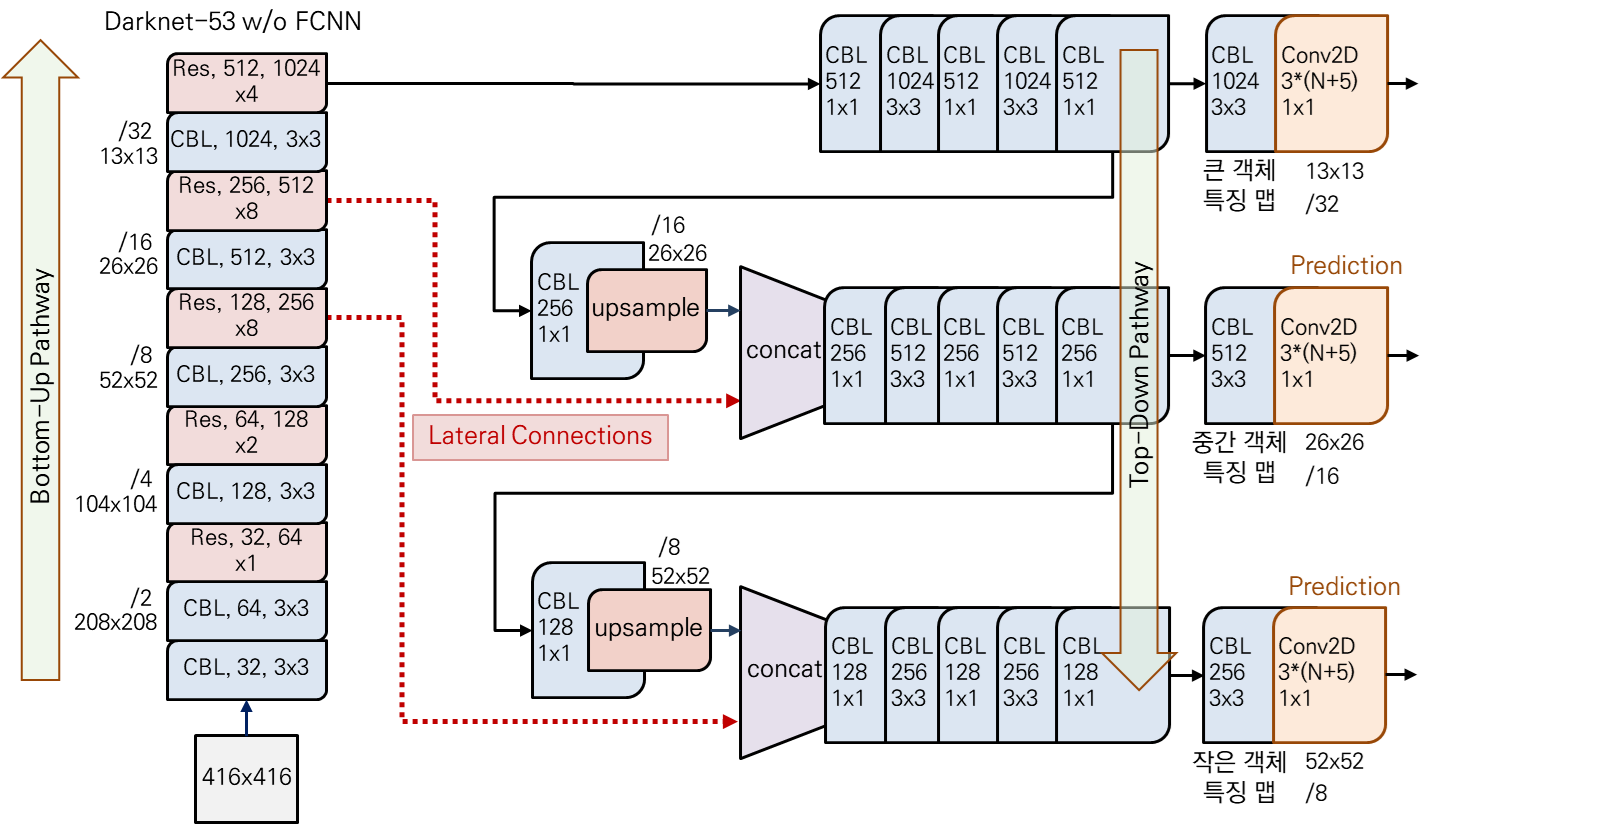 Darknet-53 w/o FCNN
Bottom-Up Pathway
Res, 512, 1024
x4
/32
13x13
CBL, 1024, 3x3
Res, 256, 512
x8
/16
26x26
CBL, 512, 3x3
Res, 128, 256
x8
/8
52x52
CBL, 256, 3x3
Res, 64, 128
x2
/4
104x104
CBL, 128, 3x3
Res, 32, 64
x1
/2
208x208
CBL, 64, 3x3
CBL, 32, 3x3
416x416
Lateral Connections
CBL
512
1x1
CBL
1024
3x3
CBL
512
1x1
CBL
1024
3x3
CBL
512
1x1
CBL
1024
3x3
Conv2D
3*(N+5)
1x1
큰 객체
특징 맵
13x13
/32
Top-Down Pathway
CBL
256
1x1
upsample
/16
26x26
concat
CBL
256
1x1
CBL
512
3x3
CBL
256
1x1
CBL
512
3x3
CBL
256
1x1
Prediction
CBL
512
3x3
Conv2D
3*(N+5)
1x1
중간 객체
특징 맵
26x26
/16
CBL
128
1x1
upsample
/8
52x52
concat
CBL
128
1x1
CBL
256
3x3
CBL
128
1x1
CBL
256
3x3
CBL
128
1x1
Prediction
CBL
256
3x3
Conv2D
3*(N+5)
1x1
작은 객체
특징 맵
52x52
/8